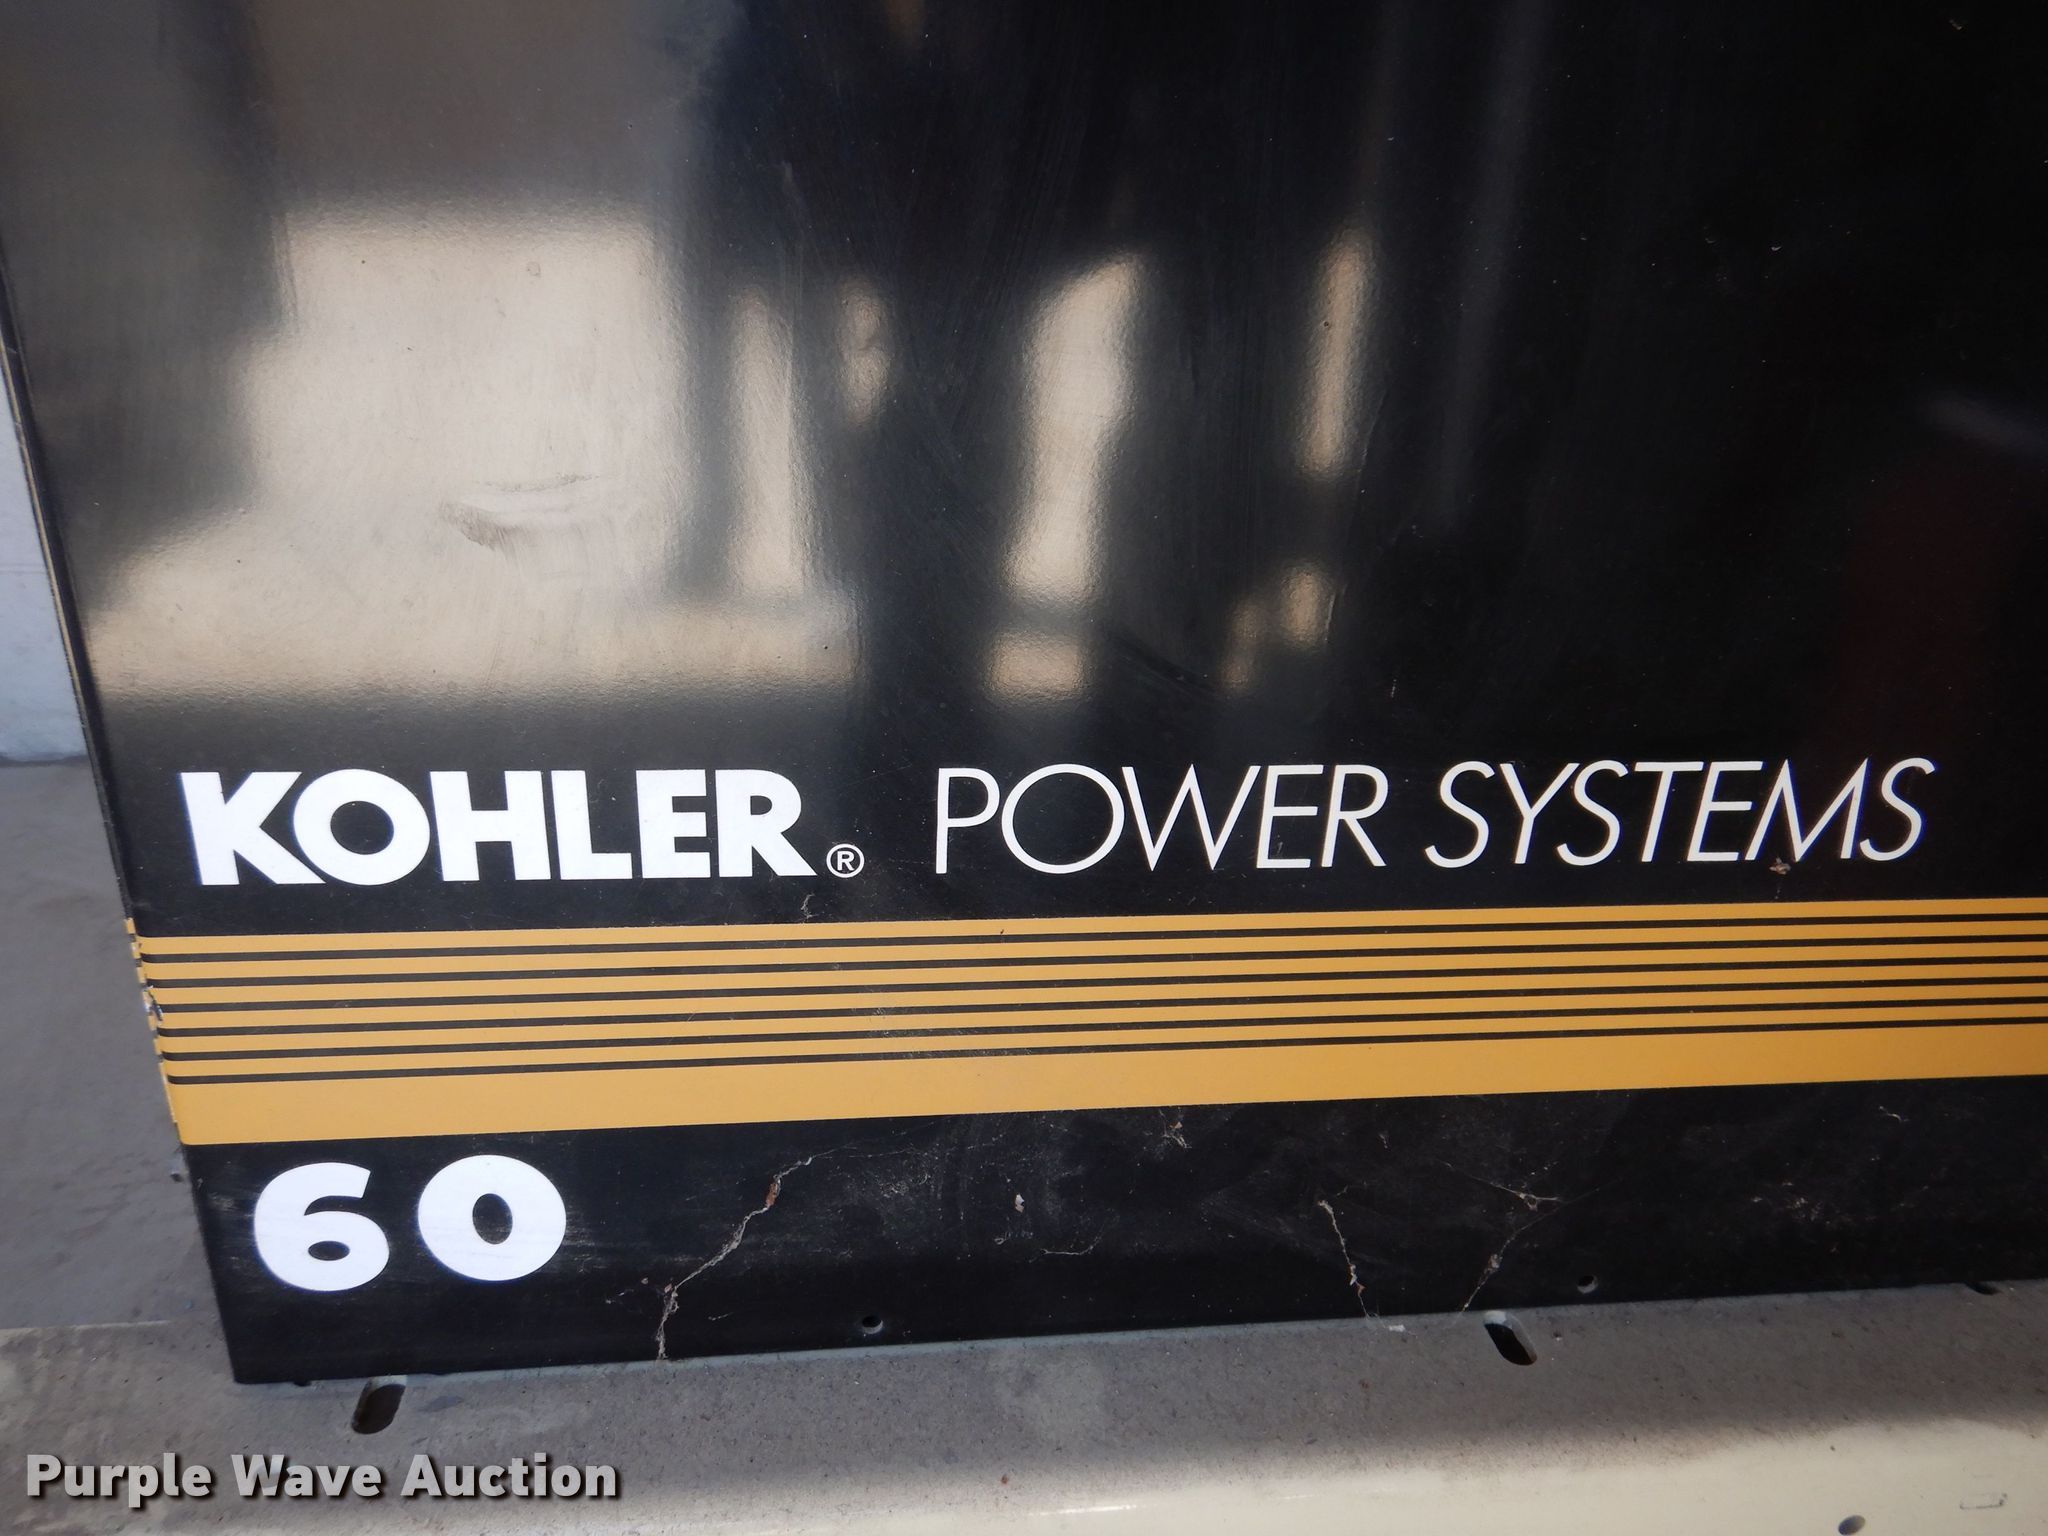 KOHLER® POWER SYSTEMS
60
Purple Wave Auction